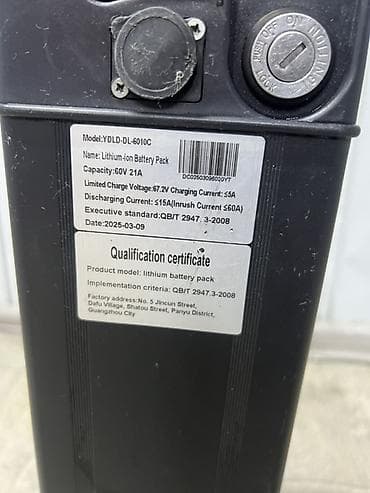 PUSH OFF ON
LOCK
Model:YDLD-DL-6010C
Name: Lithium-ion Battery Pack
Capacity:60V 21A
DC02503096020YT
Limited Charge Voltage:67.2V Charging Current: ≤5A
Discharging Current: ≤15A(Inrush Current ≤60A)
Executive standard:QB/T 2947. 3-2008
Date:2025-03-09
Qualification certificate
Product model: lithium battery pack
Implementation criteria: QB/T 2947.3-2008
Factory address:No. 5 Jincun Street,
Dafu Village, Shatou Street, Panyu District,
Guangzhou City